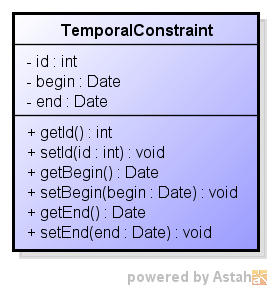 TemporalConstraint
- id : int
- begin : Date
- end : Date
+ getId() : int
+ setId(id : int) : void
+ getBegin() : Date
+ setBegin(begin : Date) : void
+ getEnd() : Date
+ setEnd(end : Date) : void
powered by Astah